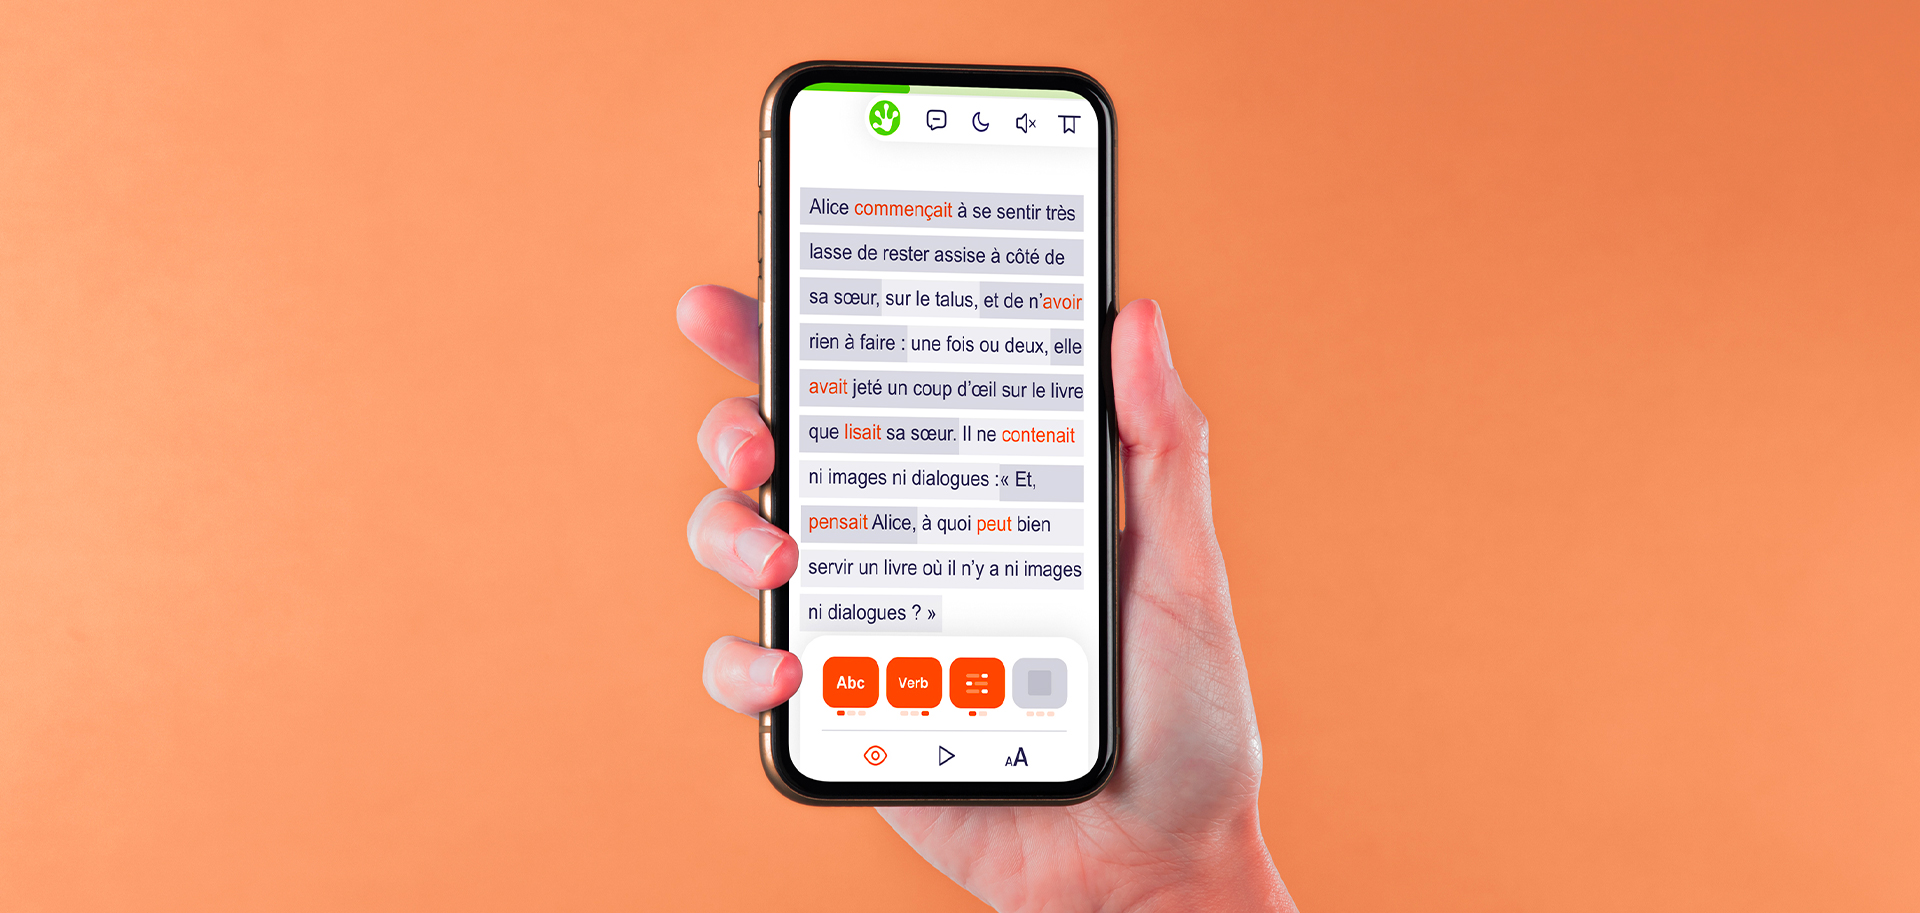 Alice commençait à se sentir très
lasse de rester assise à côté de
sa sœur, sur le talus, et de n’avoir
rien à faire : une fois ou deux, elle
avait jeté un coup d’œil sur le livre
que lisait sa sœur. Il ne contenait
ni images ni dialogues :« Et,
pensait Alice, à quoi peut bien
servir un livre où il n’y a ni images
ni dialogues ? »
Abc Verb
AA